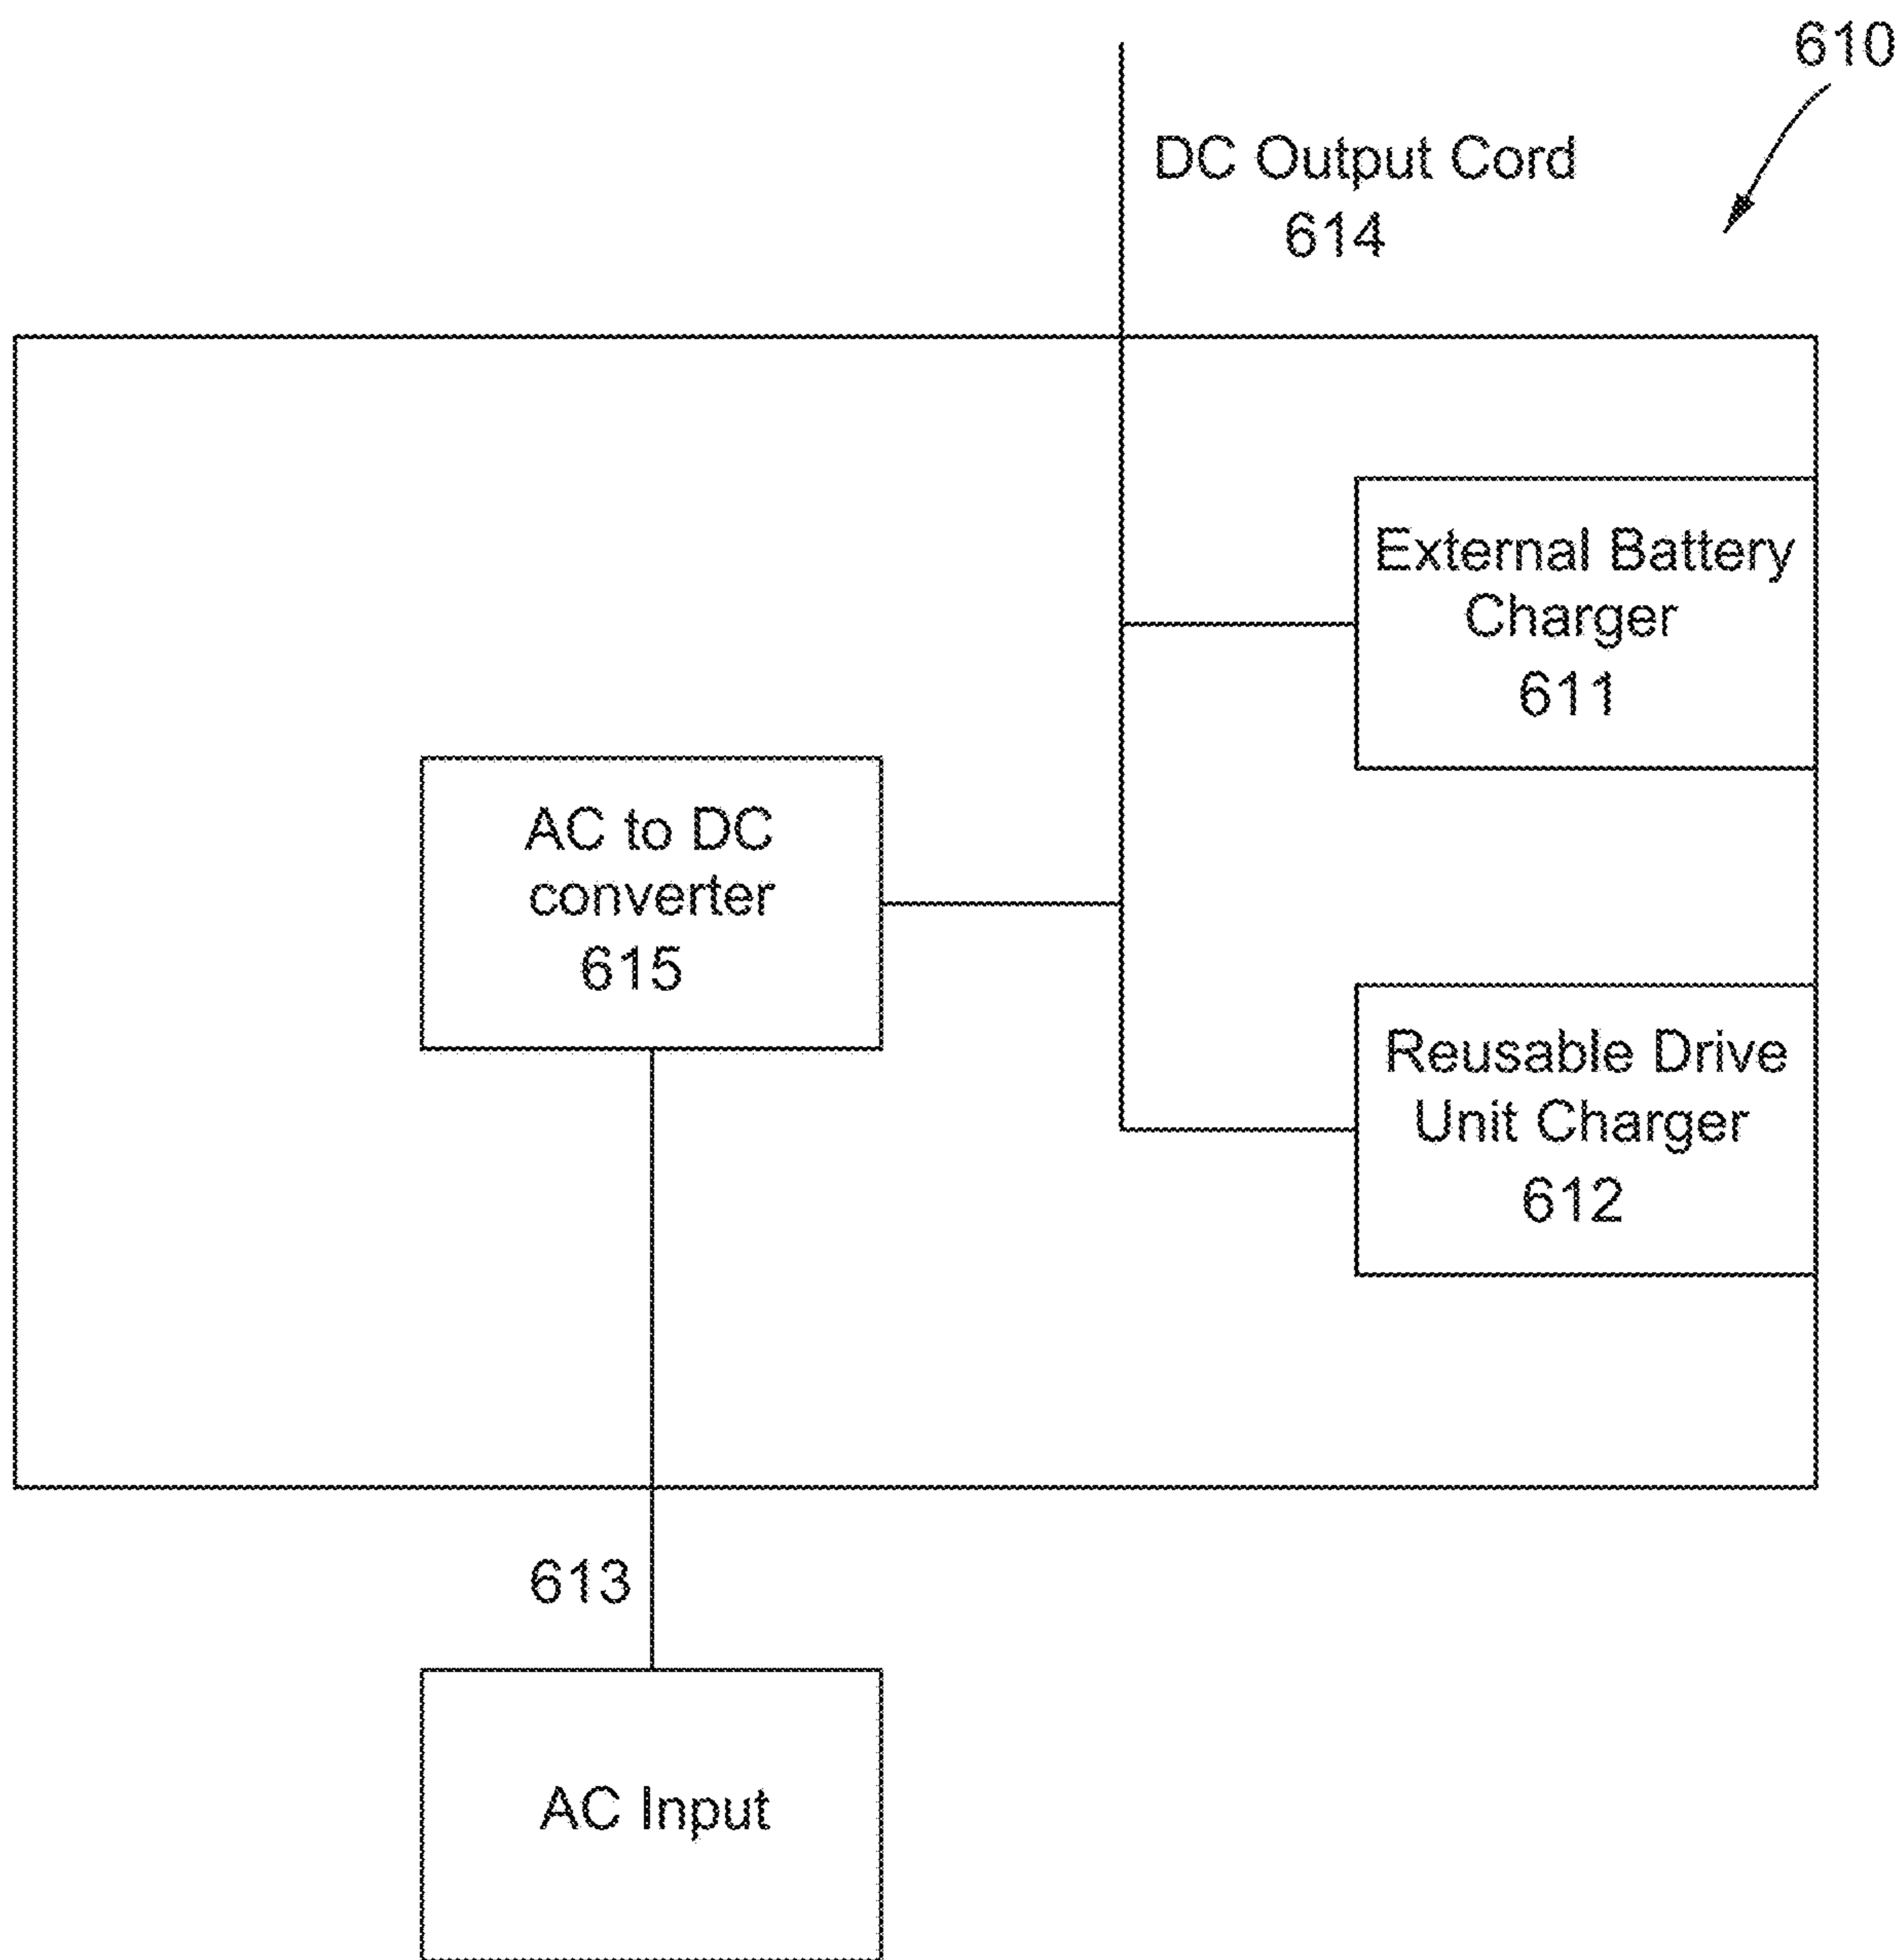 610
DC Output Cord
614
External Battery
Charger
611
AC to DC
converter
615
Reusable Drive
Unit Charger
612
613
AC Input